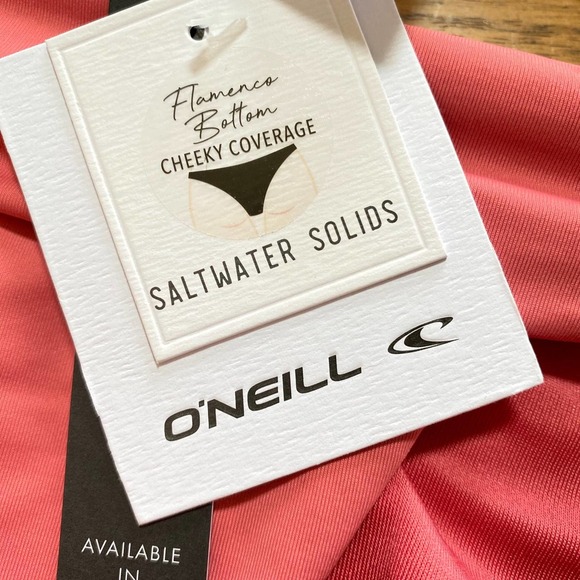 Flamenco
Bottom
CHEEKY COVERAGE
SALTWATER SOLIDS
O'NEILL
AVAILABLE
IN